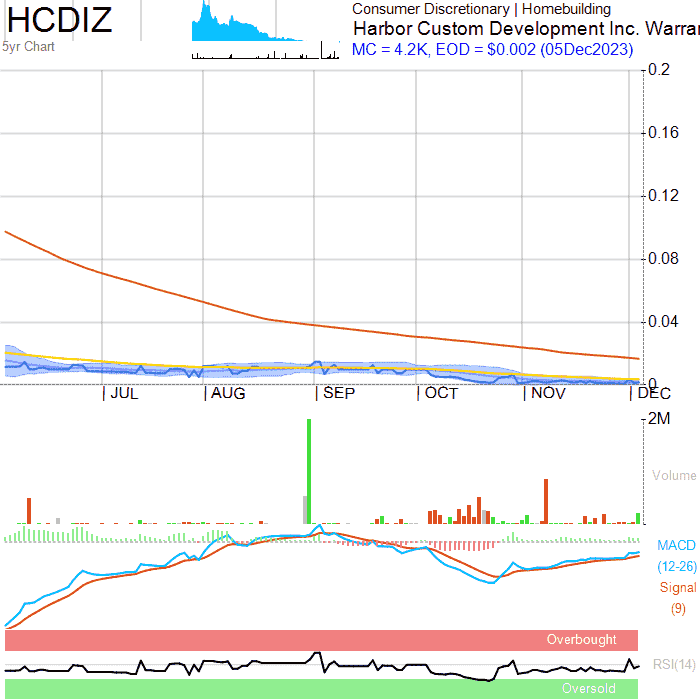 HCDIZ
5yr Chart
Consumer Discretionary | Homebuilding
Harbor Custom Development Inc. Warra
MC = 4.2K, EOD = $0.002 (05Dec2023)
0.2
0.16
0.12
0.08
0.04
0
JUL AUG SEP OCT NOV DEC
2M
Volume
MACD
(12-26)
Signal
(9)
Overbought
RSI(14)
Oversold